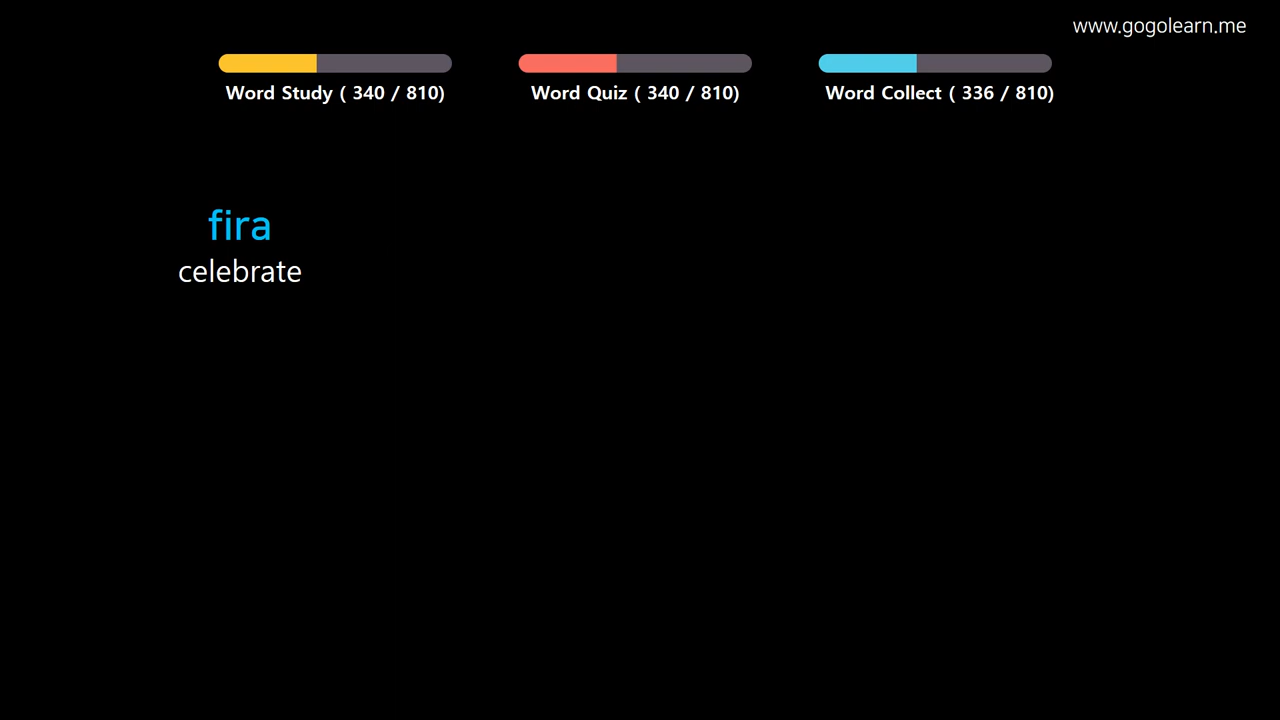 www.gogolearn.me
Word Study ( 340 / 810)
Word Quiz ( 340 / 810)
Word Collect ( 336 / 810)
fira
celebrate